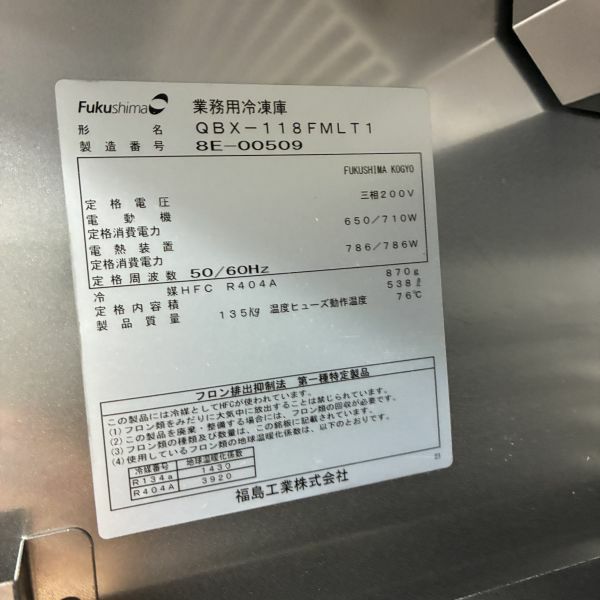 Fukushima 業務用冷凍庫
形 名 QBX-118FMLT1
製造番号 8E-00509
FUKUSHIMA KOGYO
定格電圧 三相200V
電動機 650/710W
定格消費電力
電熱装置 786/786W
定格消費電力
定格周波数 50/60Hz
冷 媒 HFC R404A 870g
定格内容積 538ℓ
製品質量 135kg 温度ヒューズ動作温度 76℃
フロン排出抑制法 第一種特定製品
この製品には冷媒としてHFCが使われています。
(1) フロン類をみだりに大気中に放出することは禁じられています。
(2) この製品を廃棄・整備する場合には、フロン類の回収が必要です。
(3) フロン類の種類及び数量は、この銘板に記載されています。
(4) 使用しているフロン類の地球温暖化係数は、以下のとおりです。
冷媒番号 地球温暖化係数
R134a 1430
R404A 3920
福島工業株式会社